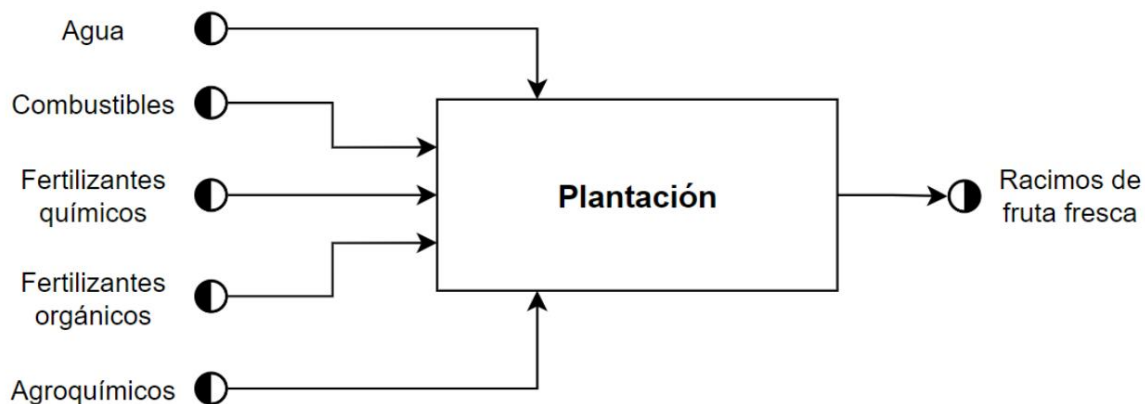 Agua
Combustibles
Fertilizantes
químicos
Fertilizantes
orgánicos
Agroquímicos
Plantación
Racimos de
fruta fresca